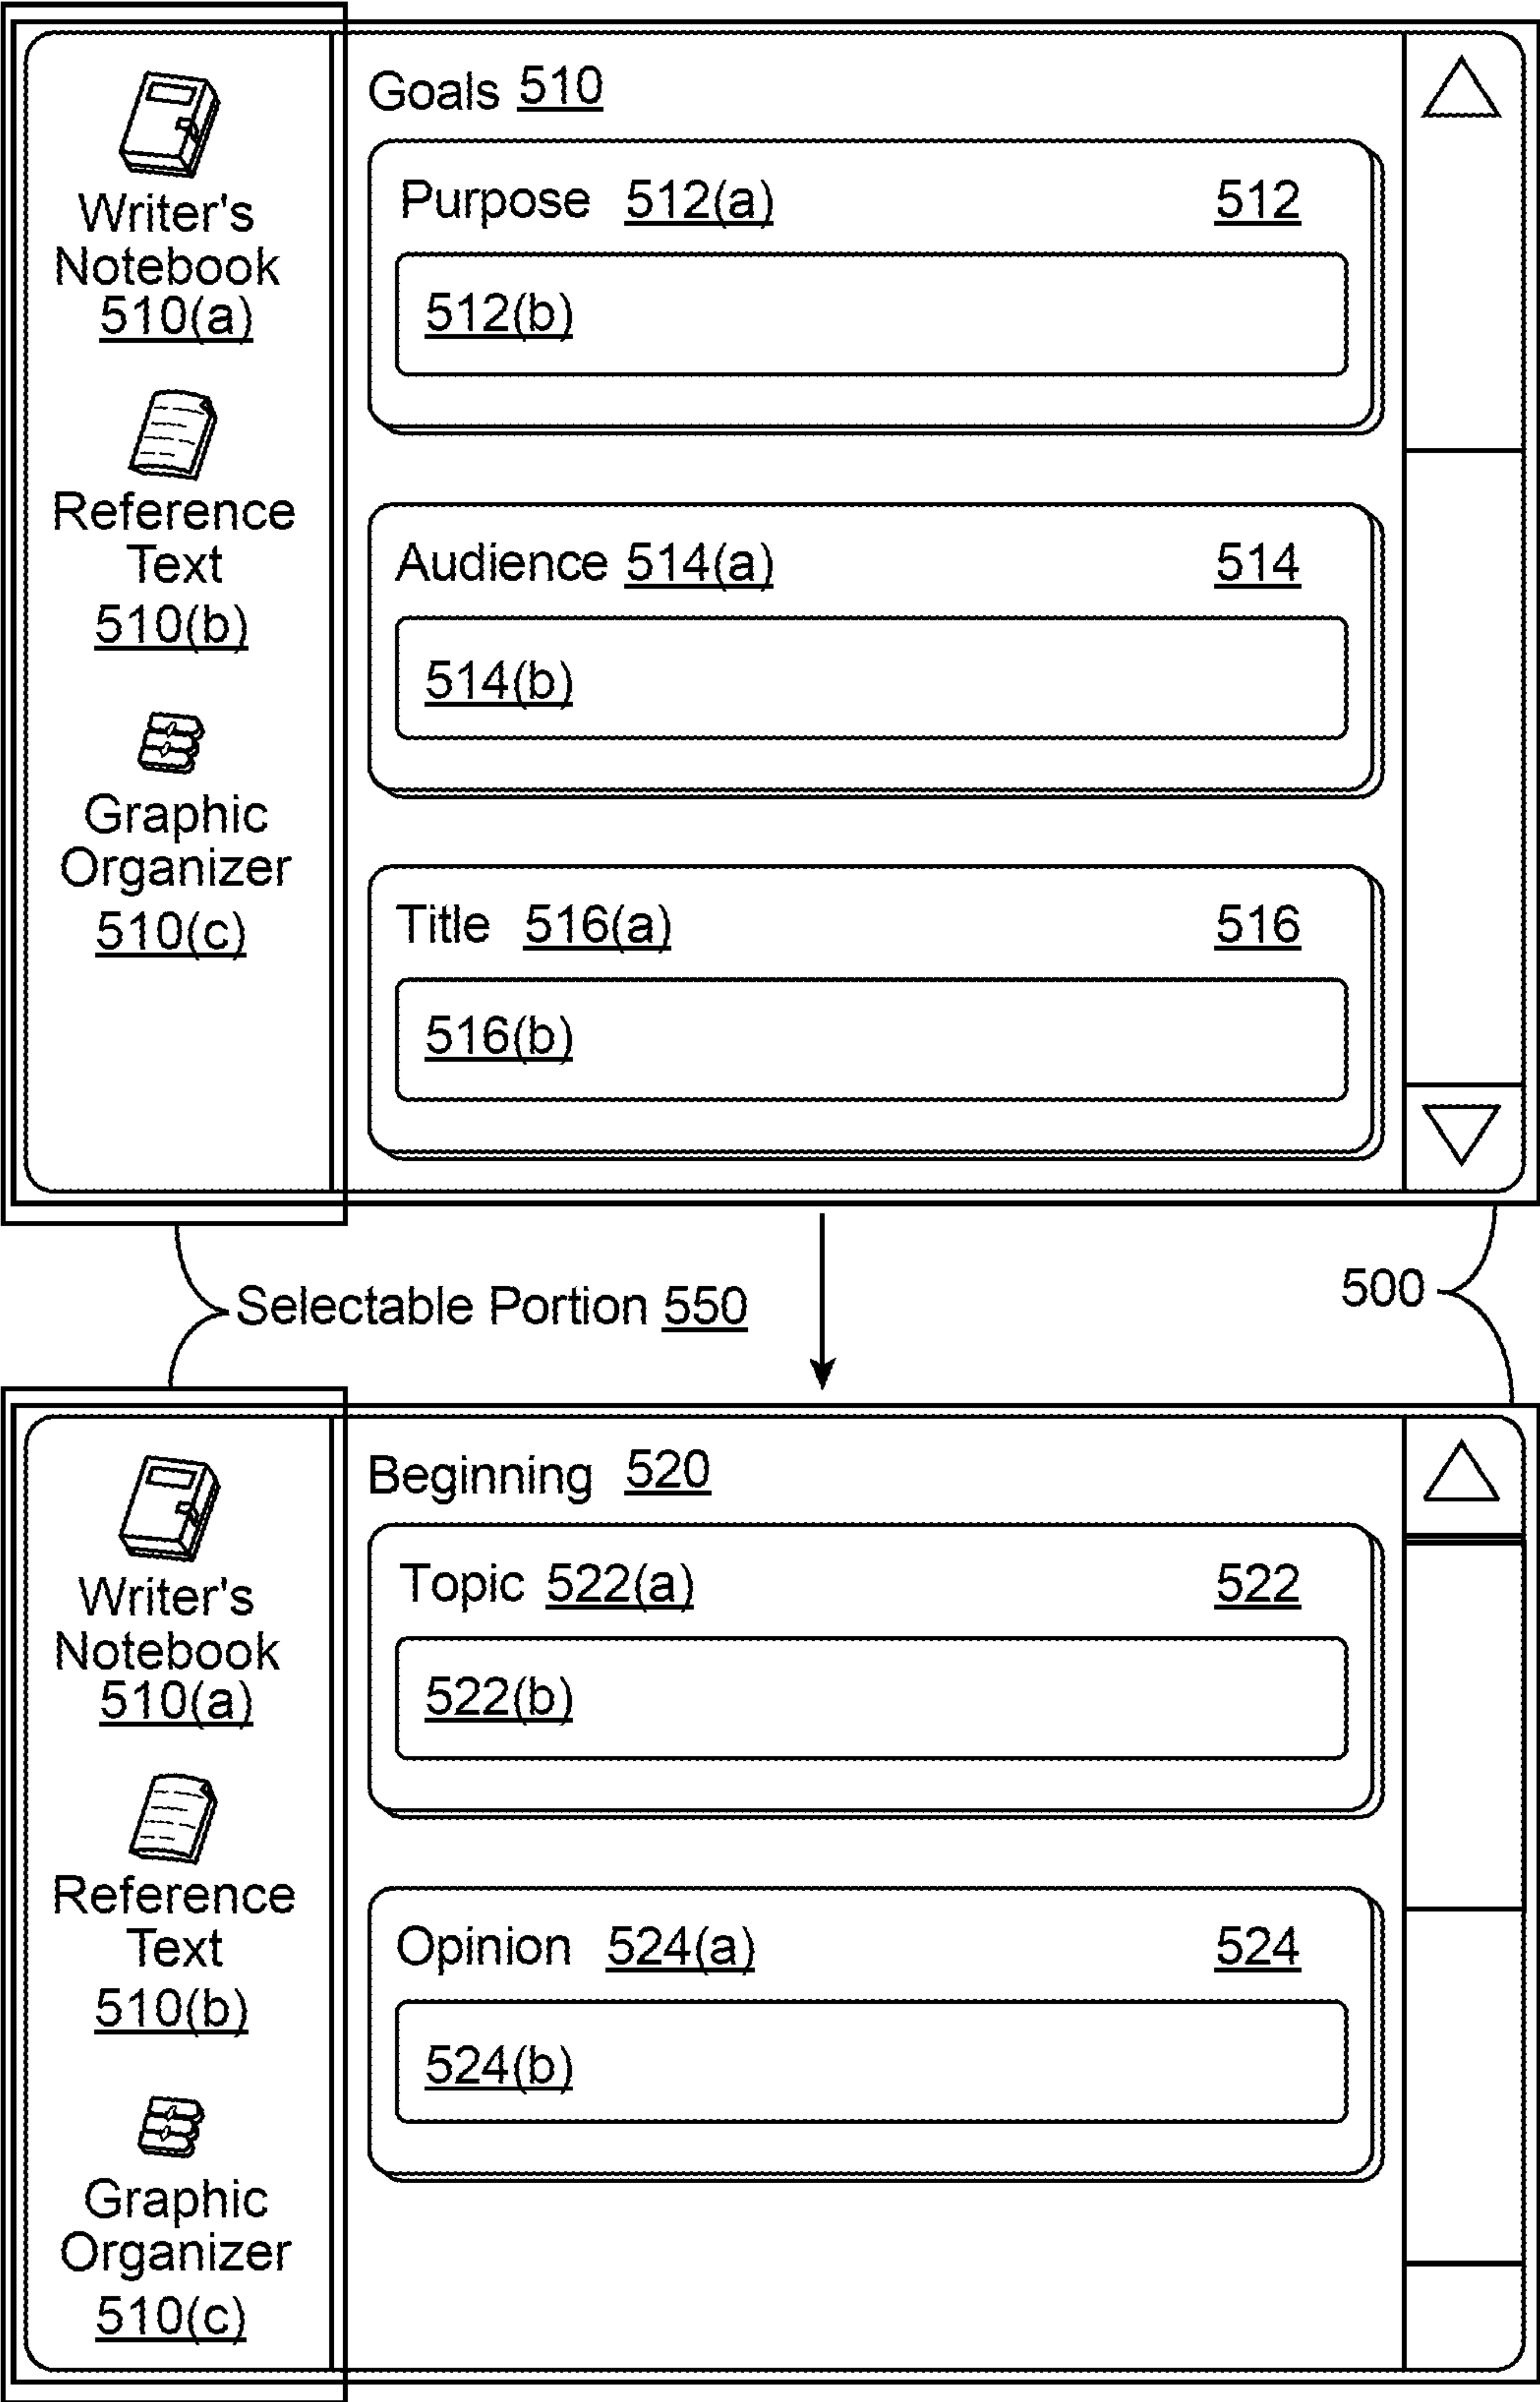 Writer's
Notebook
510(a)
Reference
Text
510(b)
Graphic
Organizer
510(c)
Goals 510
Purpose 512(a) 512
512(b)
Audience 514(a) 514
514(b)
Title 516(a) 516
516(b)
Selectable Portion 550
500
Writer's
Notebook
510(a)
Reference
Text
510(b)
Graphic
Organizer
510(c)
Beginning 520
Topic 522(a) 522
522(b)
Opinion 524(a) 524
524(b)